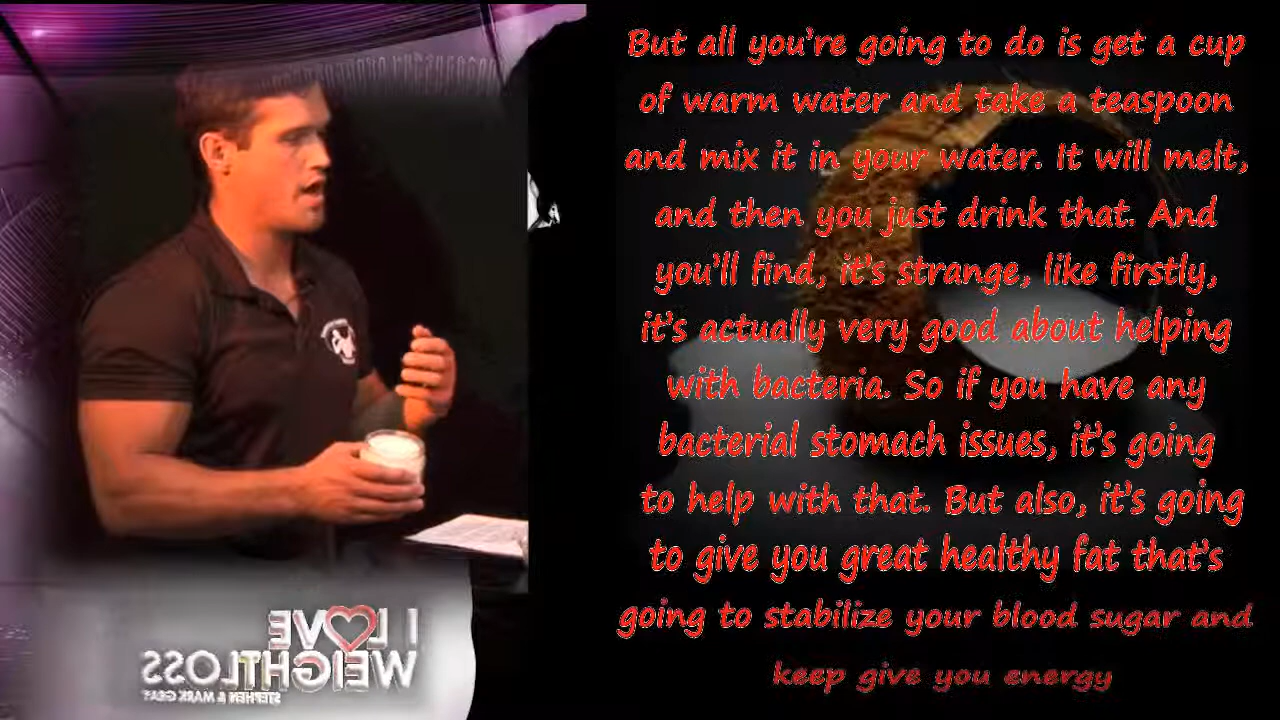 But all you're going to do is get a cup
of warm water and take a teaspoon
and mix it in your water. It will melt,
and then you just drink that. And
you'll find, it's strange, like firstly,
it's actually very good about helping
with bacteria. So if you have any
bacterial stomach issues, it's going
to help with that. But also, it's going
to give you great healthy fat that's
going to stabilize your blood sugar and
keep give you energy
I LOVE
WEIGHTLOSS
STEPHEN & MARK GRAY